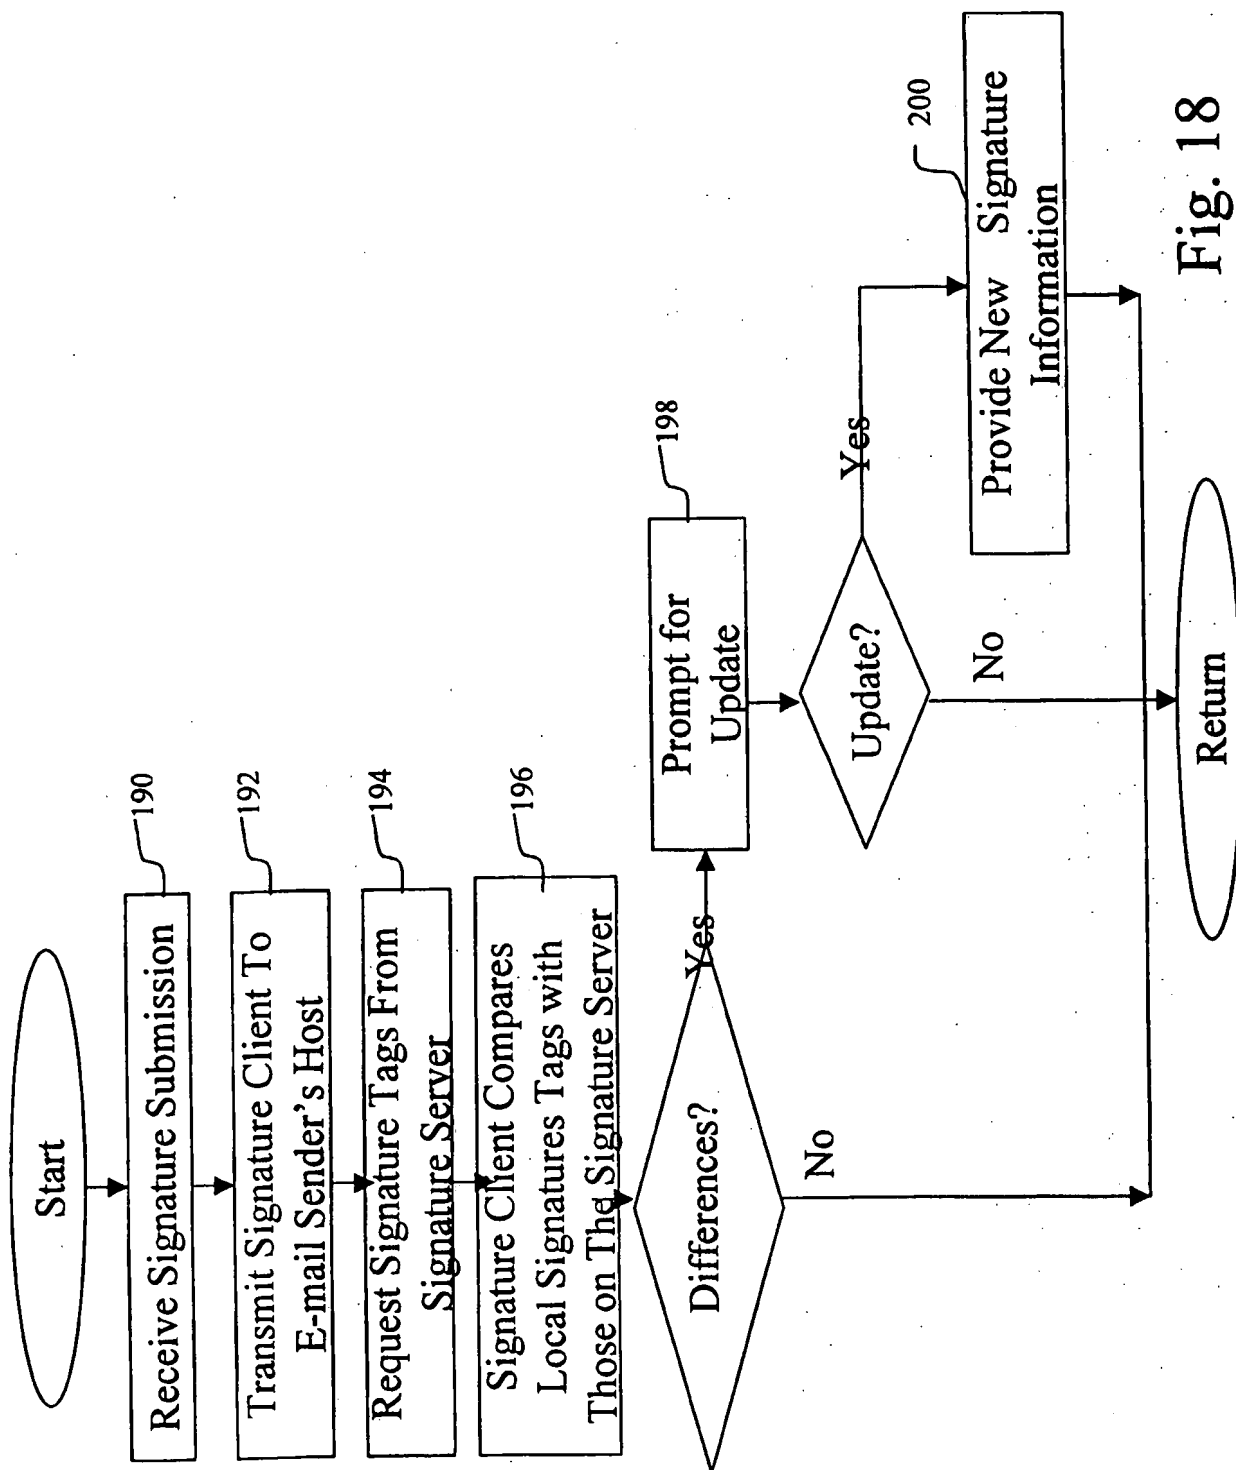 Start
Receive Signature Submission
190
Transmit Signature Client To
E-mail Sender's Host
192
Request Signature Tags From
Signature Server
194
Signature Client Compares
Local Signatures Tags with
Those on The Signature Server
196
Differences?
Yes
No
Prompt for
Update
198
Update?
Yes
No
Provide New Signature
Information
200
Return
Fig. 18